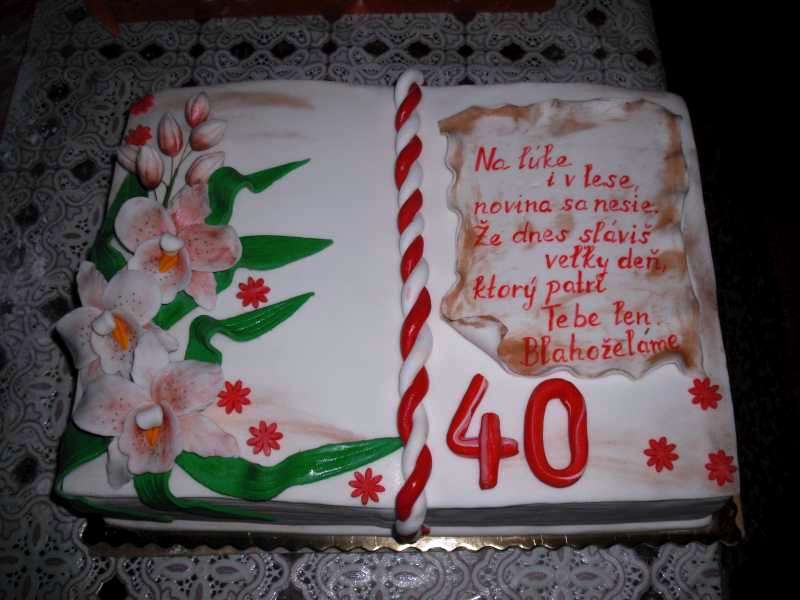 Na lúke
i v lese,
novina sa nesie.
Že dnes sláviš
veľký deň,
ktorý patrí
Tebe len.
Blahoželáme
40